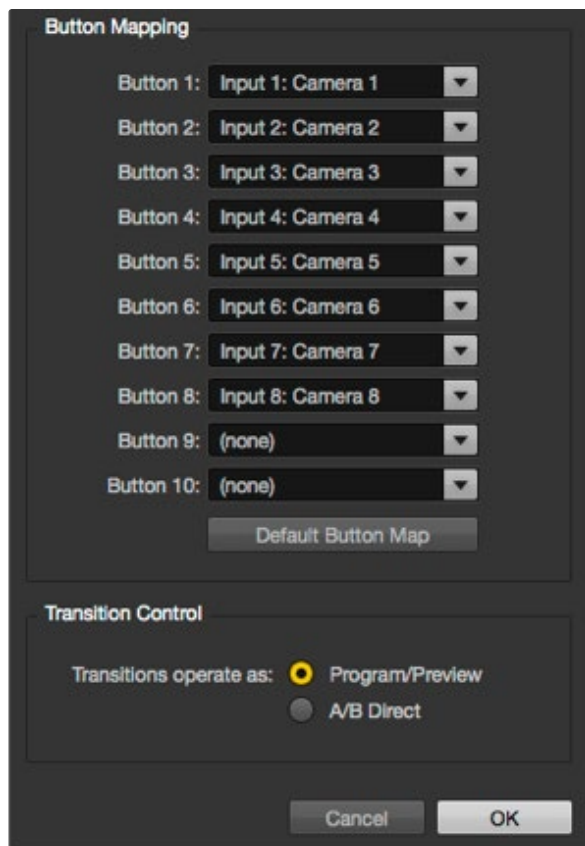 Button Mapping
Button 1: Input 1: Camera 1
Button 2: Input 2: Camera 2
Button 3: Input 3: Camera 3
Button 4: Input 4: Camera 4
Button 5: Input 5: Camera 5
Button 6: Input 6: Camera 6
Button 7: Input 7: Camera 7
Button 8: Input 8: Camera 8
Button 9: (none)
Button 10: (none)
Default Button Map
Transition Control
Transitions operate as: Program/Preview
A/B Direct
Cancel OK